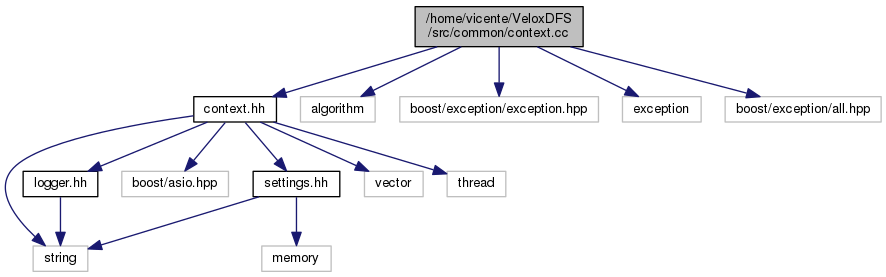 /home/vicente/VeloxDFS
/src/common/context.cc
context.hh
algorithm
boost/exception/exception.hpp
exception
boost/exception/all.hpp
logger.hh
boost/asio.hpp
settings.hh
vector
thread
string
memory